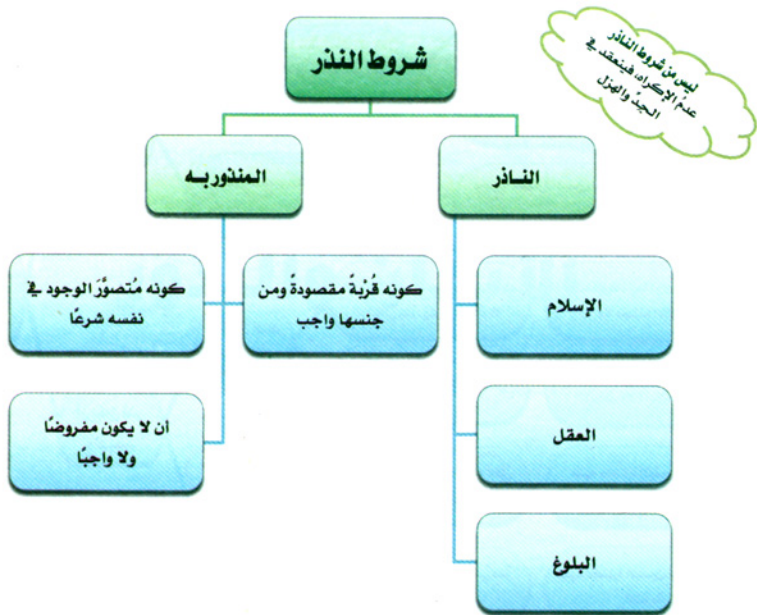 شروط النذر
ليس من شروط الناذر
عدمُ الإكراه، فينعقد في
الجِدِّ والهزل
الناذر
المنذور به
الإسلام
العقل
البلوغ
كونه قُرْبةً مقصودةً ومن
جنسها واجب
كونه مُتصوَّرَ الوجود في
نفسه شرعًا
أن لا يكون مفروضًا
ولا واجبًا